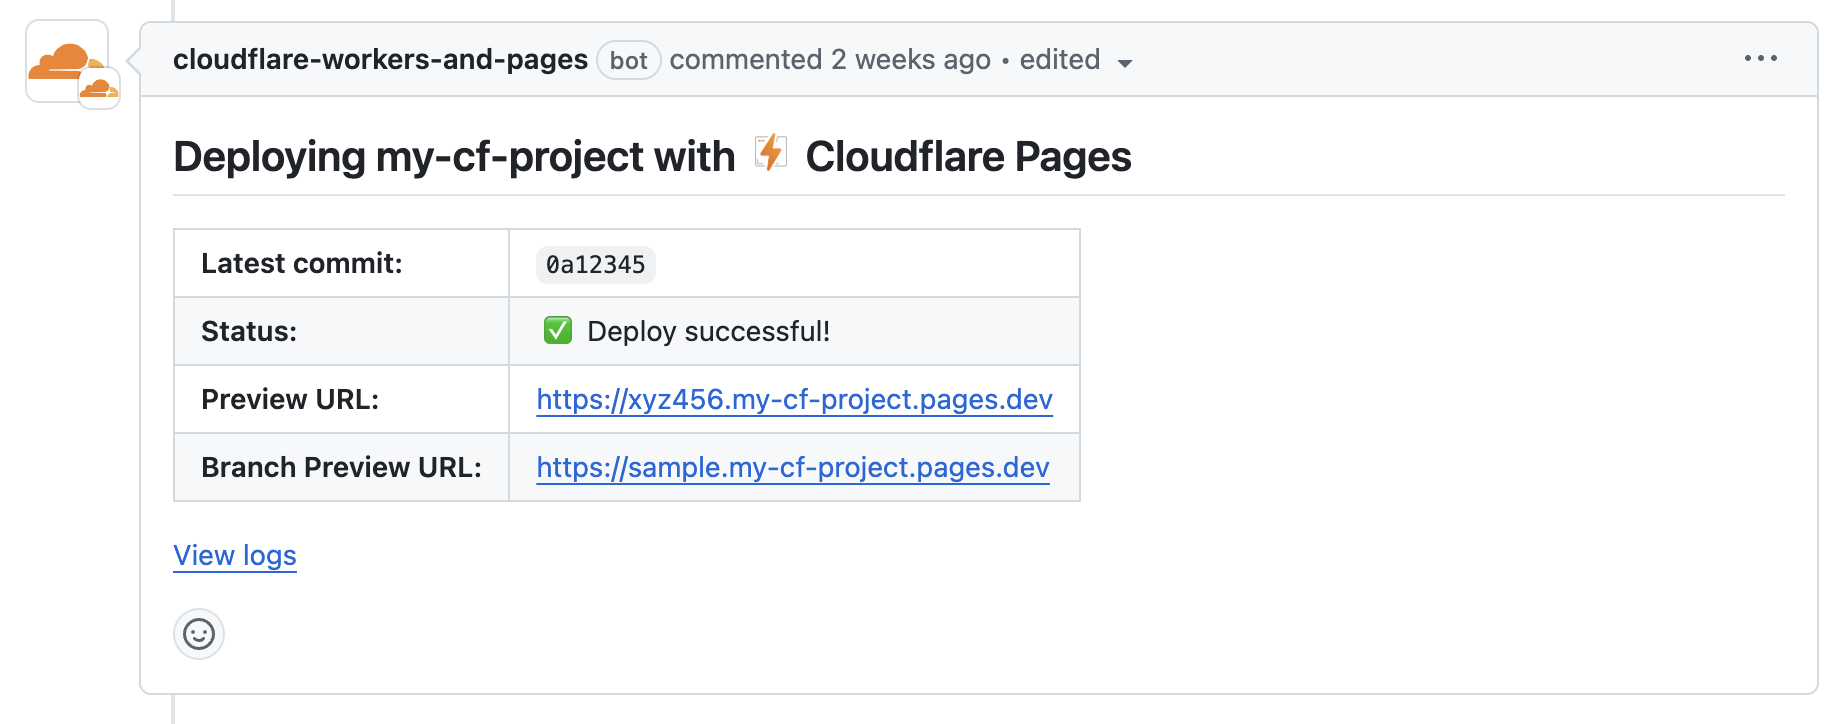 cloudflare-workers-and-pages bot commented 2 weeks ago • edited
Deploying my-cf-project with ⚡ Cloudflare Pages
Latest commit: 0a12345
Status: ✅ Deploy successful!
Preview URL: https://xyz456.my-cf-project.pages.dev
Branch Preview URL: https://sample.my-cf-project.pages.dev
View logs